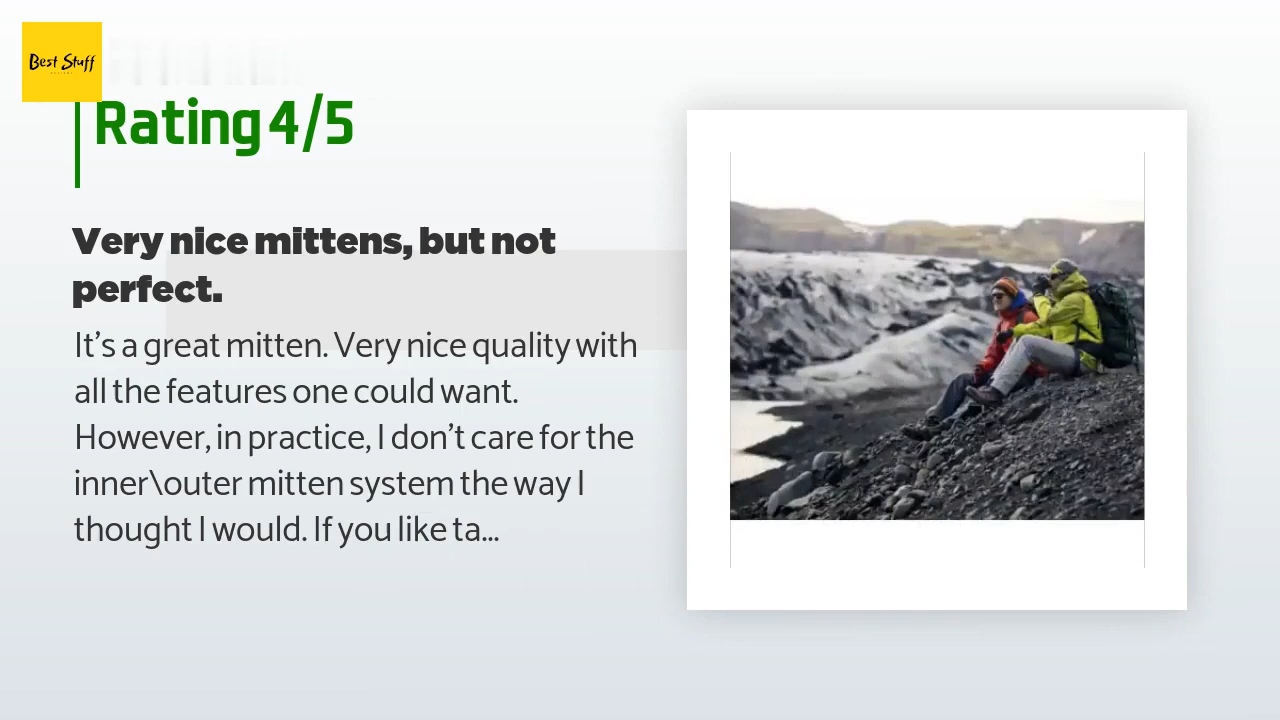 Best Stuff
Rating 4/5
Very nice mittens, but not
perfect.
It's a great mitten. Very nice quality with
all the features one could want.
However, in practice, I don't care for the
inner\outer mitten system the way I
thought I would. If you like ta...